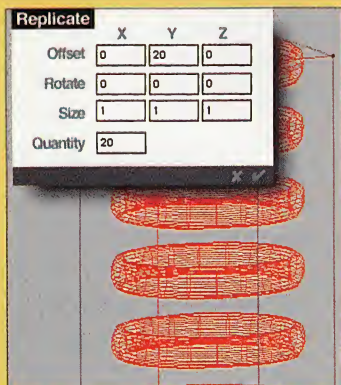 Replicate
X Y Z
Offset 0 20 0
Rotate 0 0 0
Size 1 1 1
Quantity 20